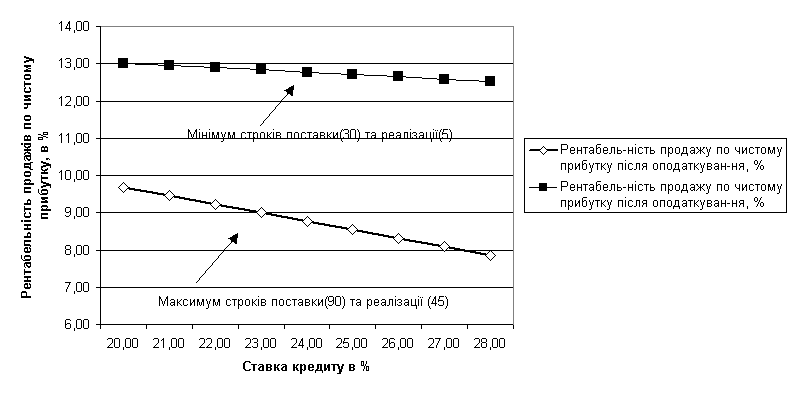 14,00
13,00
12,00
11,00
10,00
9,00
8,00
7,00
6,00
Рентабельність продажів по чистому
прибутку, в %
Мінімум строків поставки(30) та реалізації(5)
Максимум строків поставки(90) та реалізації (45)
20,00 21,00 22,00 23,00 24,00 25,00 26,00 27,00 28,00
Ставка кредиту в %
Рентабель-ність продажу по чистому
прибутку після оподаткуван-ня, %
Рентабель-ність продажу по чистому
прибутку після оподаткуван-ня, %